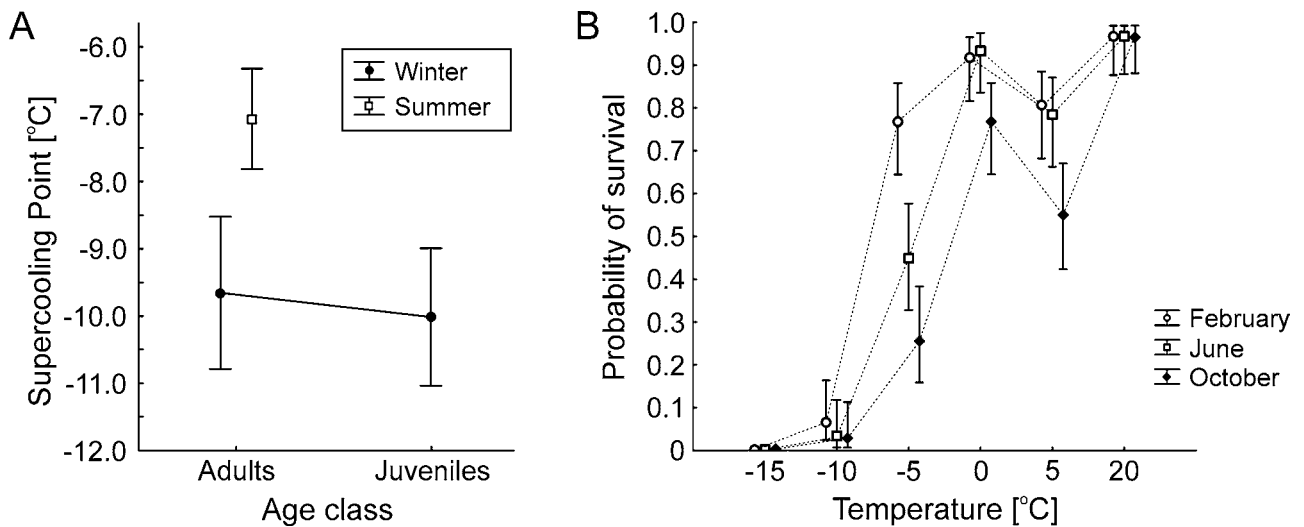 A
Supercooling Point [°C]
-6.0
-7.0
-8.0
-9.0
-10.0
-11.0
-12.0
Winter
Summer
Adults Juveniles
Age class
B
Probability of survival
1.0
0.9
0.8
0.7
0.6
0.5
0.4
0.3
0.2
0.1
0
February
June
October
-15 -10 -5 0 5 20
Temperature [°C]